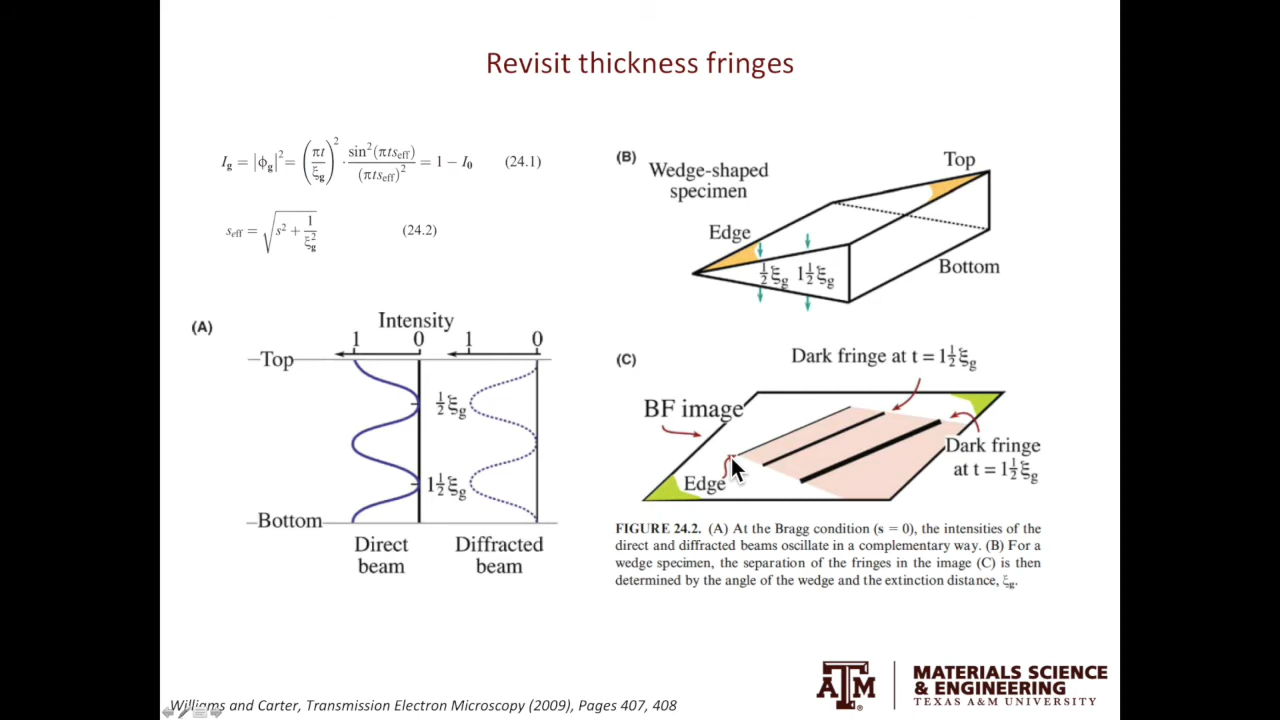 Revisit thickness fringes
I_g = |ϕ_g|² = (πt/ξ_g)² · sin²(πts_eff)/(πts_eff)² = 1 − I_0 (24.1)
s_eff = √(s² + 1/ξ_g²) (24.2)
(A)
Intensity
1 0 1 0
Top
½ξ_g
1½ξ_g
Bottom
Direct
beam
Diffracted
beam
(B)
Wedge-shaped
specimen
Top
Edge
½ξ_g 1½ξ_g
Bottom
(C)
Dark fringe at t = 1½ξ_g
BF image
Dark fringe
at t = 1½ξ_g
Edge
FIGURE 24.2. (A) At the Bragg condition (s = 0), the intensities of the
direct and diffracted beams oscillate in a complementary way. (B) For a
wedge specimen, the separation of the fringes in the image (C) is then
determined by the angle of the wedge and the extinction distance, ξ_g.
Williams and Carter, Transmission Electron Microscopy (2009), Pages 407, 408
A|M
MATERIALS SCIENCE
& ENGINEERING
TEXAS A&M UNIVERSITY